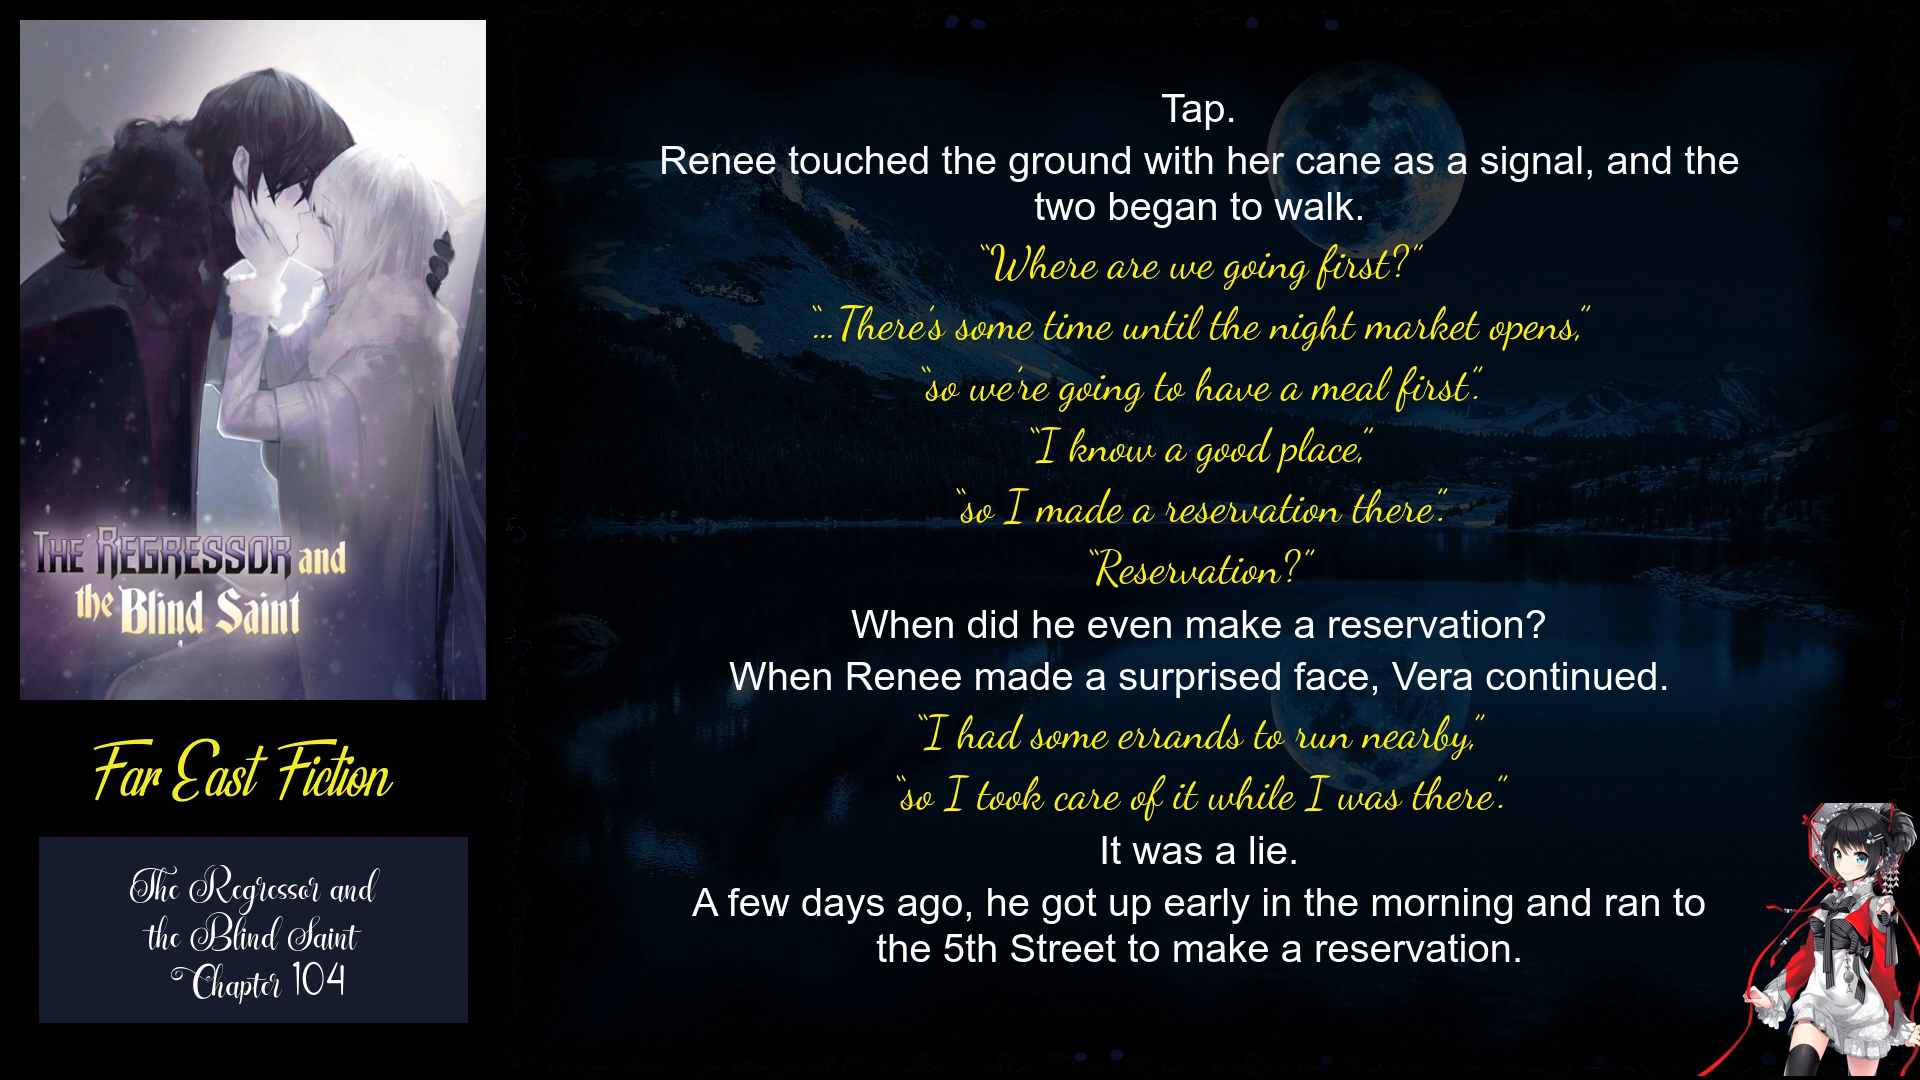 THE REGRESSOR and
the Blind Saint
Far East Fiction
The Regressor and
the Blind Saint
Chapter 104
Tap.
Renee touched the ground with her cane as a signal, and the
two began to walk.
“Where are we going first?”
“…There’s some time until the night market opens,”
“so we’re going to have a meal first”.
“I know a good place,”
“so I made a reservation there”.
“Reservation?”
When did he even make a reservation?
When Renee made a surprised face, Vera continued.
“I had some errands to run nearby,”
“so I took care of it while I was there”.
It was a lie.
A few days ago, he got up early in the morning and ran to
the 5th Street to make a reservation.